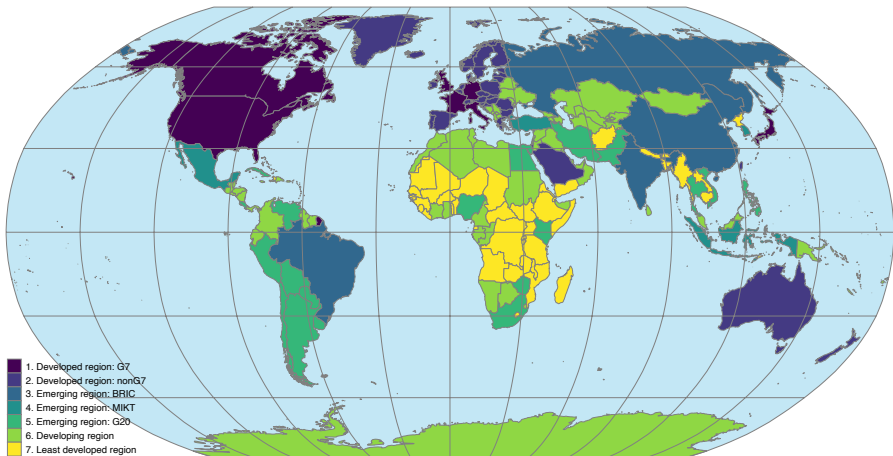 1. Developed region: G7
2. Developed region: nonG7
3. Emerging region: BRIC
4. Emerging region: MIKT
5. Emerging region: G20
6. Developing region
7. Least developed region